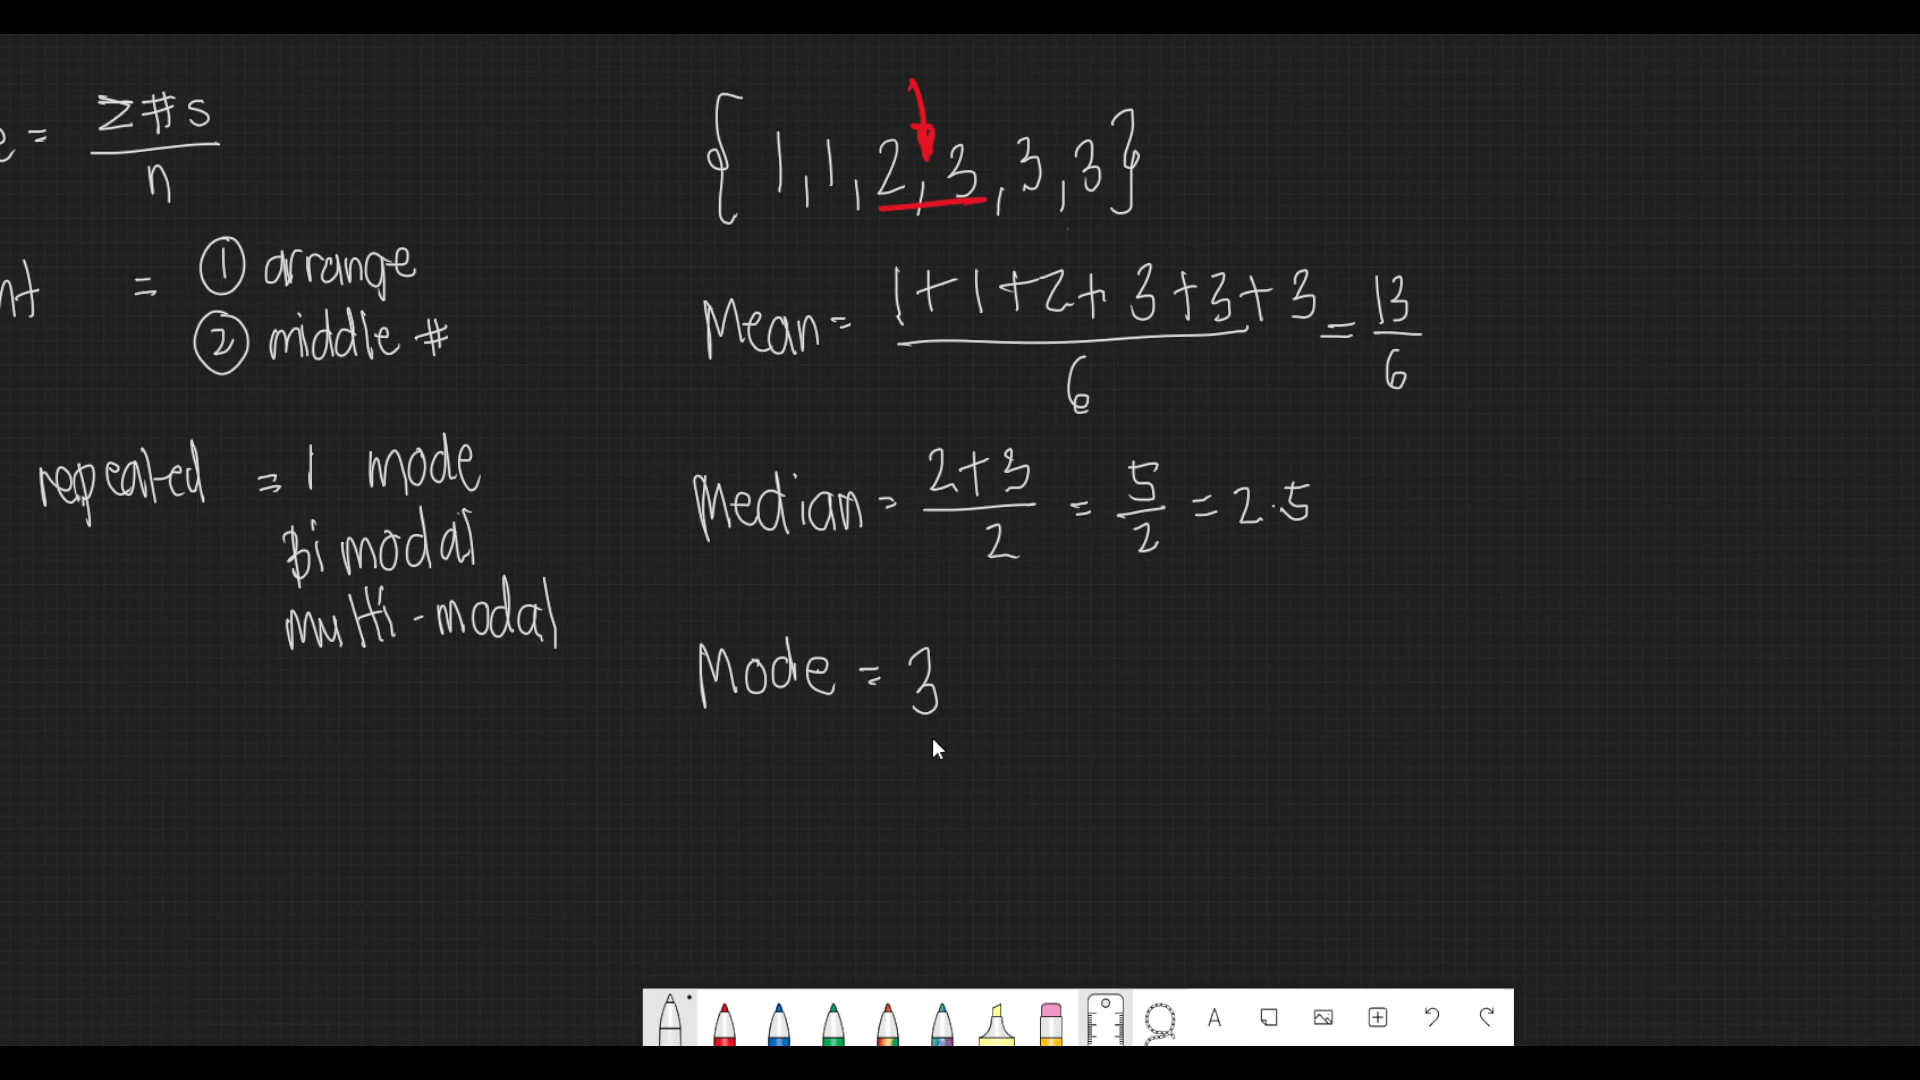 = Σ#s
n
= ① arrange
② middle #
repeated = 1 mode
Bimodal
multi-modal
{1,1,2,3,3,3}
Mean = 1+1+2+3+3+3 = 13
6 6
Median = 2+3 = 5 = 2.5
2 2
Mode = 3
A